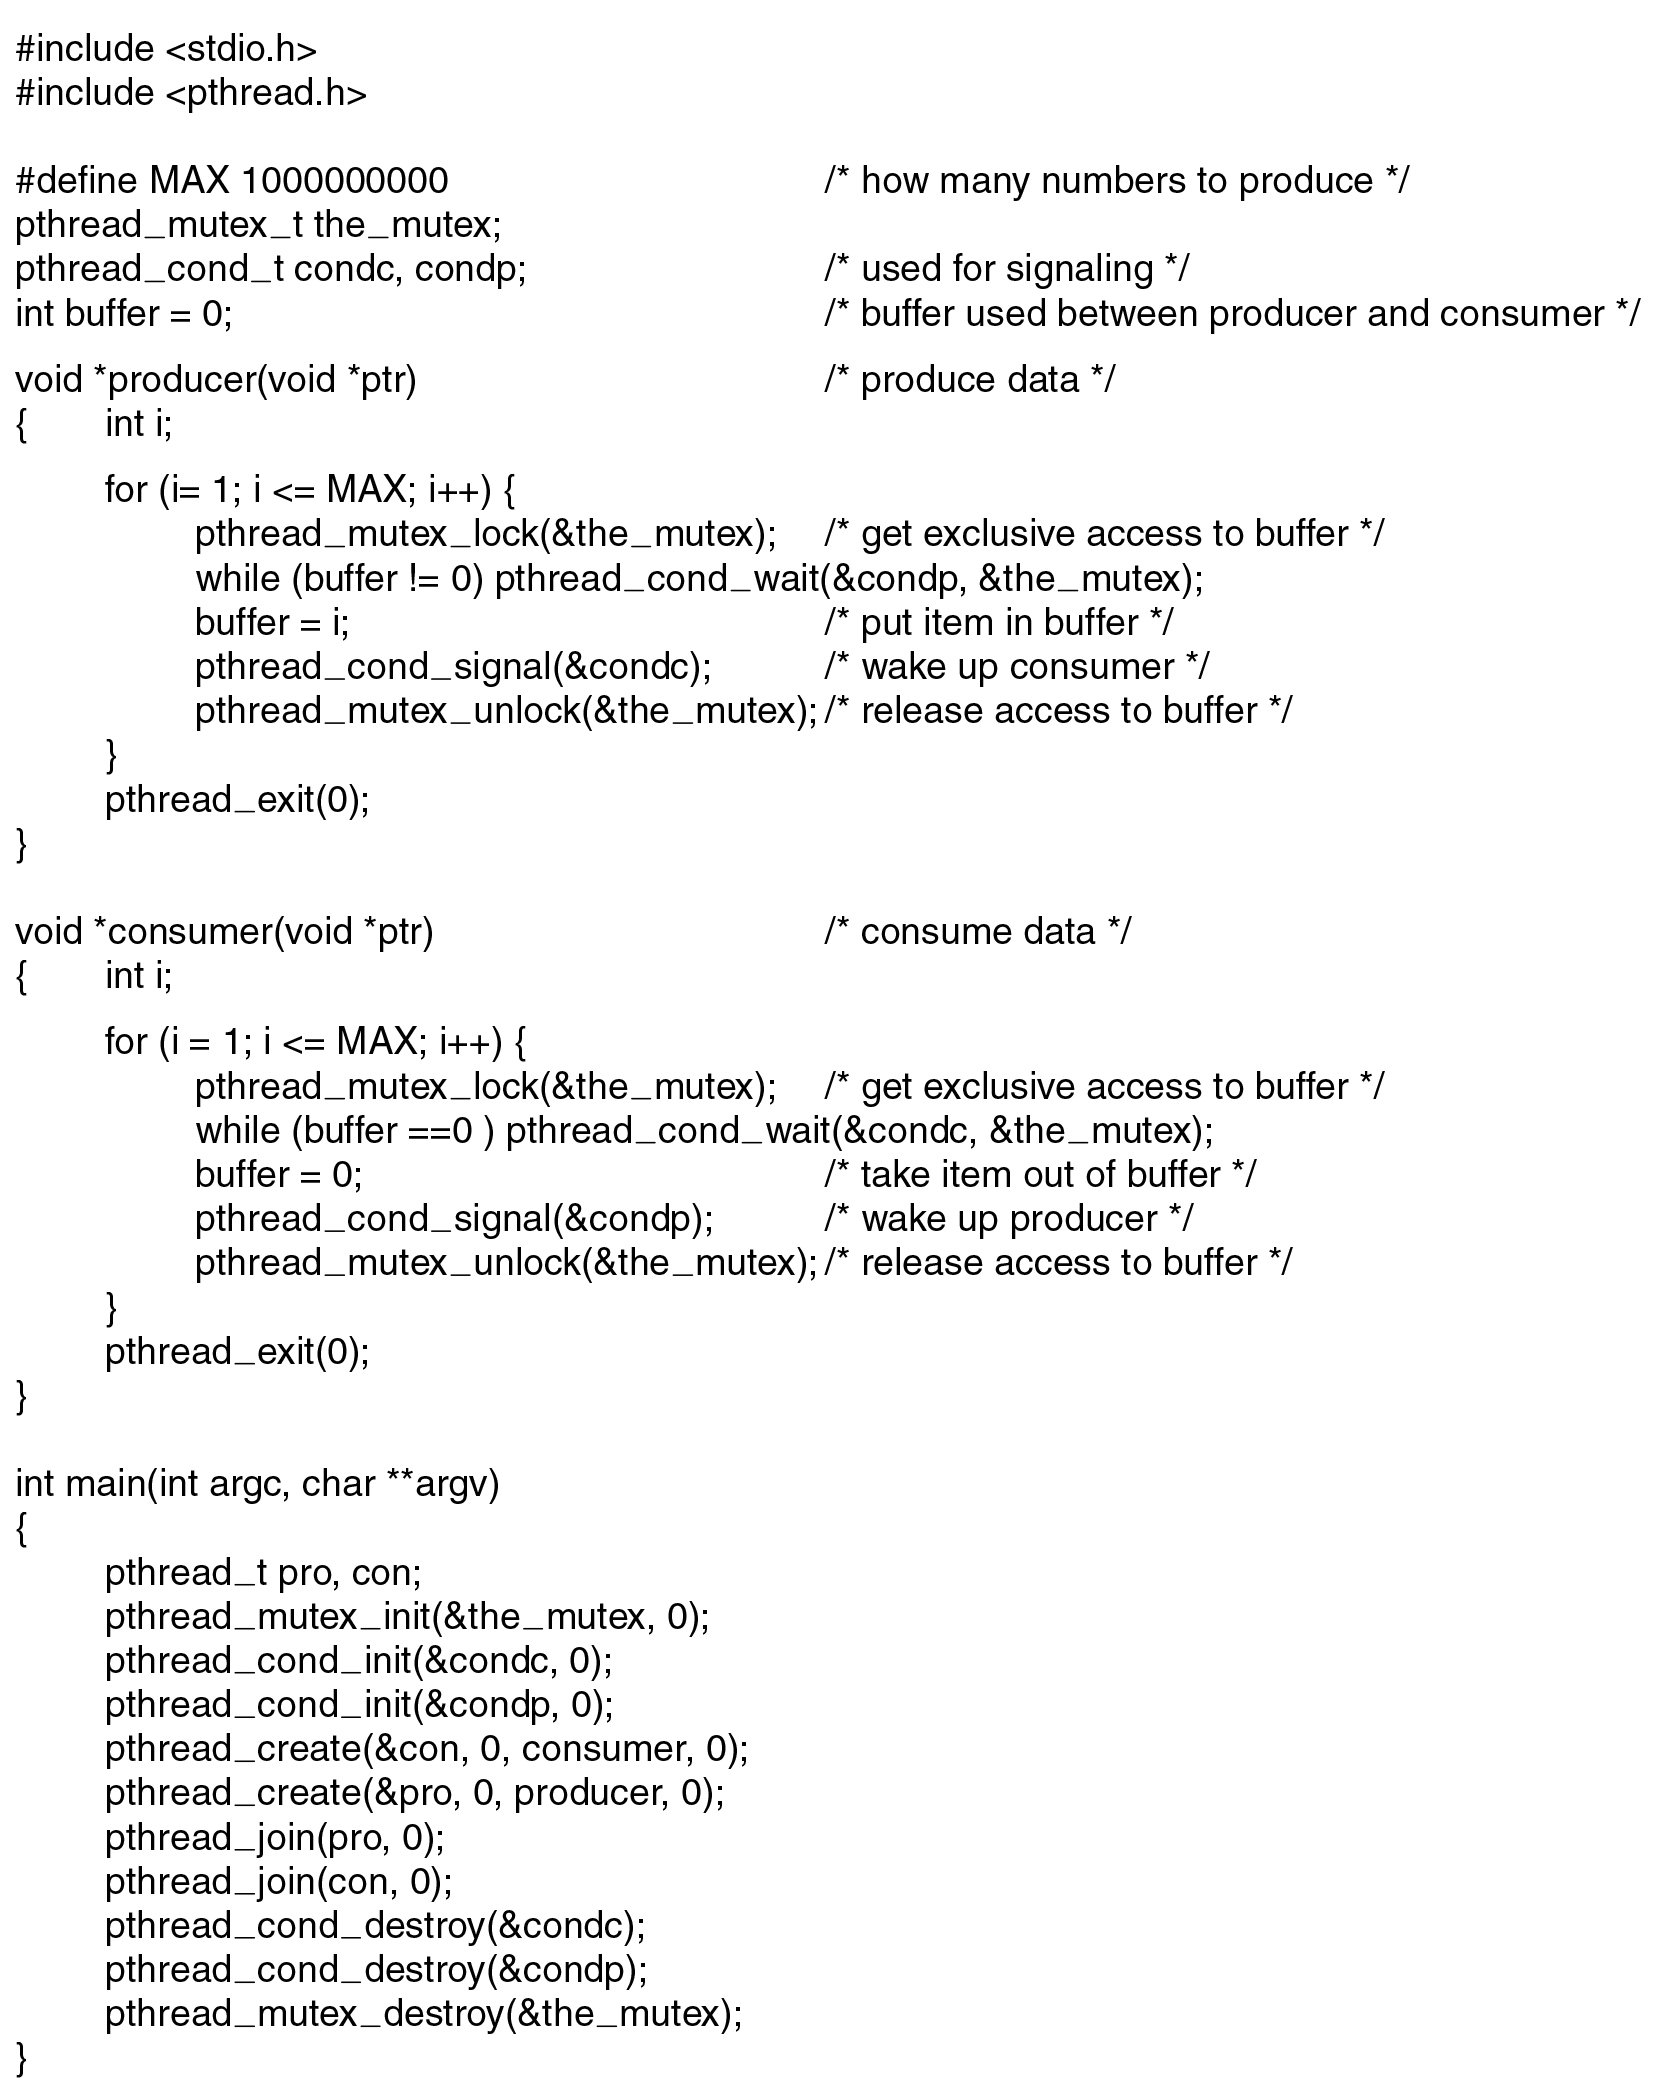 #include <stdio.h>
#include <pthread.h>
#define MAX 1000000000 /* how many numbers to produce */
pthread_mutex_t the_mutex;
pthread_cond_t condc, condp; /* used for signaling */
int buffer = 0; /* buffer used between producer and consumer */
void *producer(void *ptr) /* produce data */
{ int i;
for (i= 1; i <= MAX; i++) {
pthread_mutex_lock(&the_mutex); /* get exclusive access to buffer */
while (buffer != 0) pthread_cond_wait(&condp, &the_mutex);
buffer = i; /* put item in buffer */
pthread_cond_signal(&condc); /* wake up consumer */
pthread_mutex_unlock(&the_mutex); /* release access to buffer */
}
pthread_exit(0);
}
void *consumer(void *ptr) /* consume data */
{ int i;
for (i = 1; i <= MAX; i++) {
pthread_mutex_lock(&the_mutex); /* get exclusive access to buffer */
while (buffer ==0 ) pthread_cond_wait(&condc, &the_mutex);
buffer = 0; /* take item out of buffer */
pthread_cond_signal(&condp); /* wake up producer */
pthread_mutex_unlock(&the_mutex); /* release access to buffer */
}
pthread_exit(0);
}
int main(int argc, char **argv)
{
pthread_t pro, con;
pthread_mutex_init(&the_mutex, 0);
pthread_cond_init(&condc, 0);
pthread_cond_init(&condp, 0);
pthread_create(&con, 0, consumer, 0);
pthread_create(&pro, 0, producer, 0);
pthread_join(pro, 0);
pthread_join(con, 0);
pthread_cond_destroy(&condc);
pthread_cond_destroy(&condp);
pthread_mutex_destroy(&the_mutex);
}